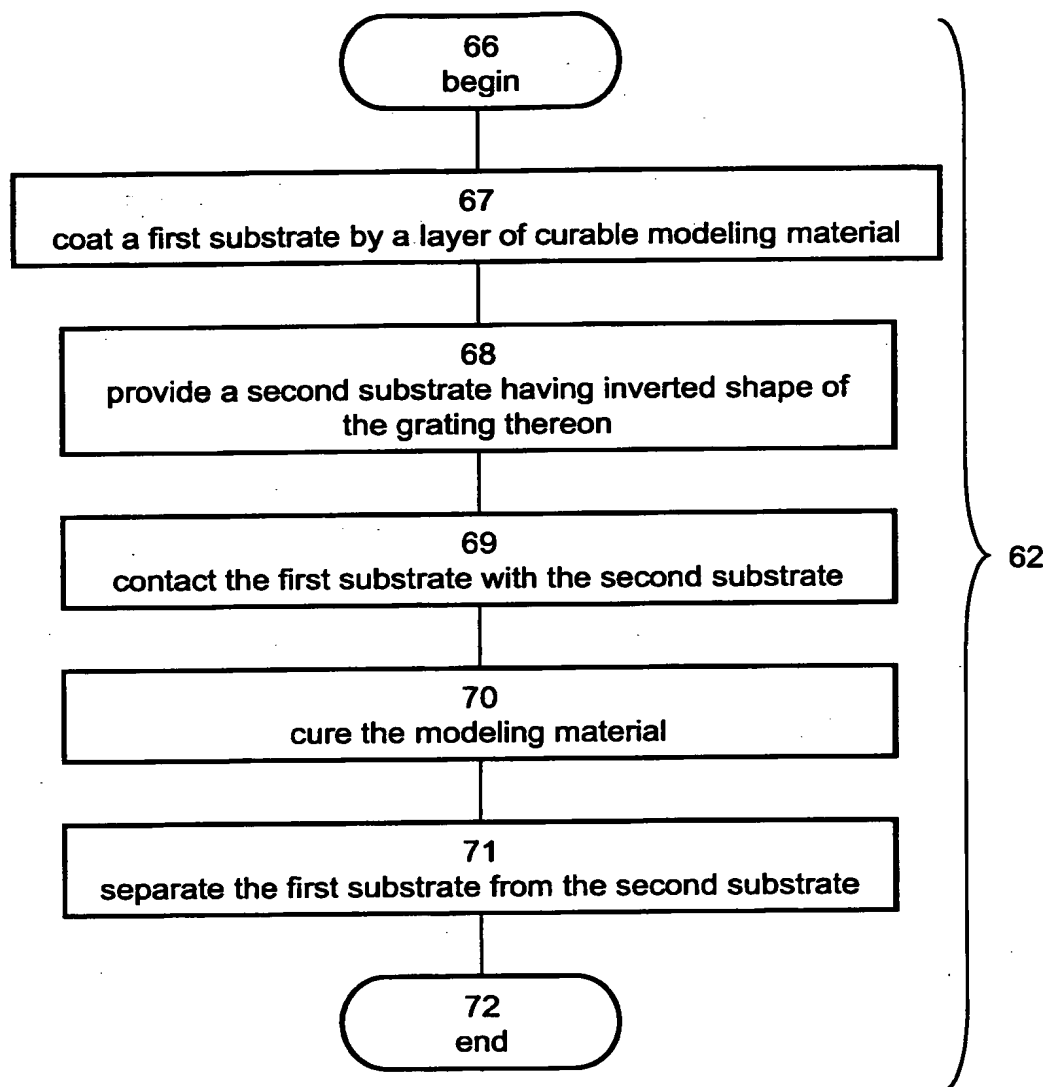 66
begin
67
coat a first substrate by a layer of curable modeling material
68
provide a second substrate having inverted shape of
the grating thereon
69
contact the first substrate with the second substrate
62
70
cure the modeling material
71
separate the first substrate from the second substrate
72
end